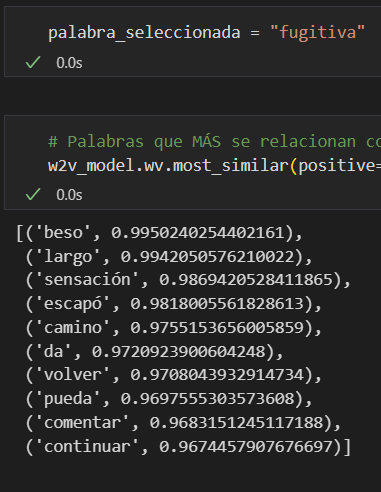 palabra_seleccionada = "fugitiva"
0.0s
# Palabras que MÁS se relacionan
w2v_model.wv.most_similar(positive=
0.0s
[('beso', 0.9950240254402161),
('largo', 0.9942050576210022),
('sensación', 0.9869420528411865),
('escapó', 0.9818005561828613),
('camino', 0.9755153656005859),
('da', 0.9720923900604248),
('volver', 0.9708043932914734),
('pueda', 0.9697555303573608),
('comentar', 0.9683151245117188),
('continuar', 0.9674457907676697)]